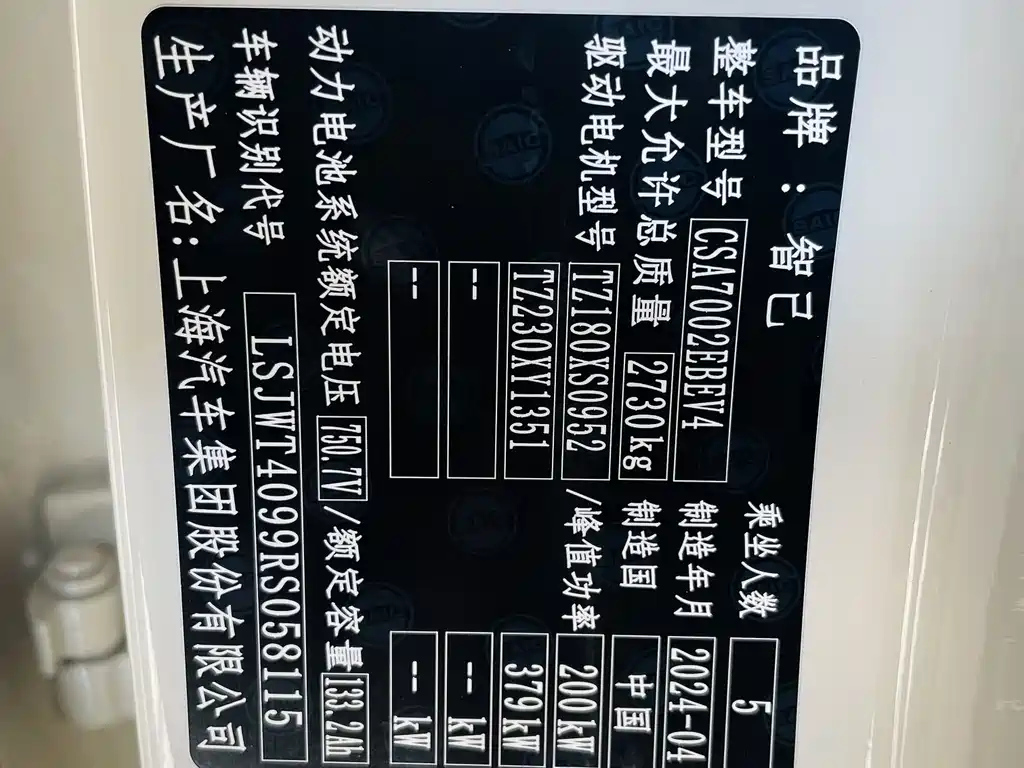 品牌：智己
整车型号 CSA7002EBEV4 乘坐人数 5
最大允许总质量 2730kg 制造年月 2024-04
驱动电机型号 制造国 中国
TZ180XS0952 /峰值功率 200kW
TZ230XY1351 379kW
-- -- kW
-- -- kW
动力电池系统额定电压 750.7V /额定容量 133.2Ah
车辆识别代号 LSJWT4099RS058115
生产厂名:上海汽车集团股份有限公司